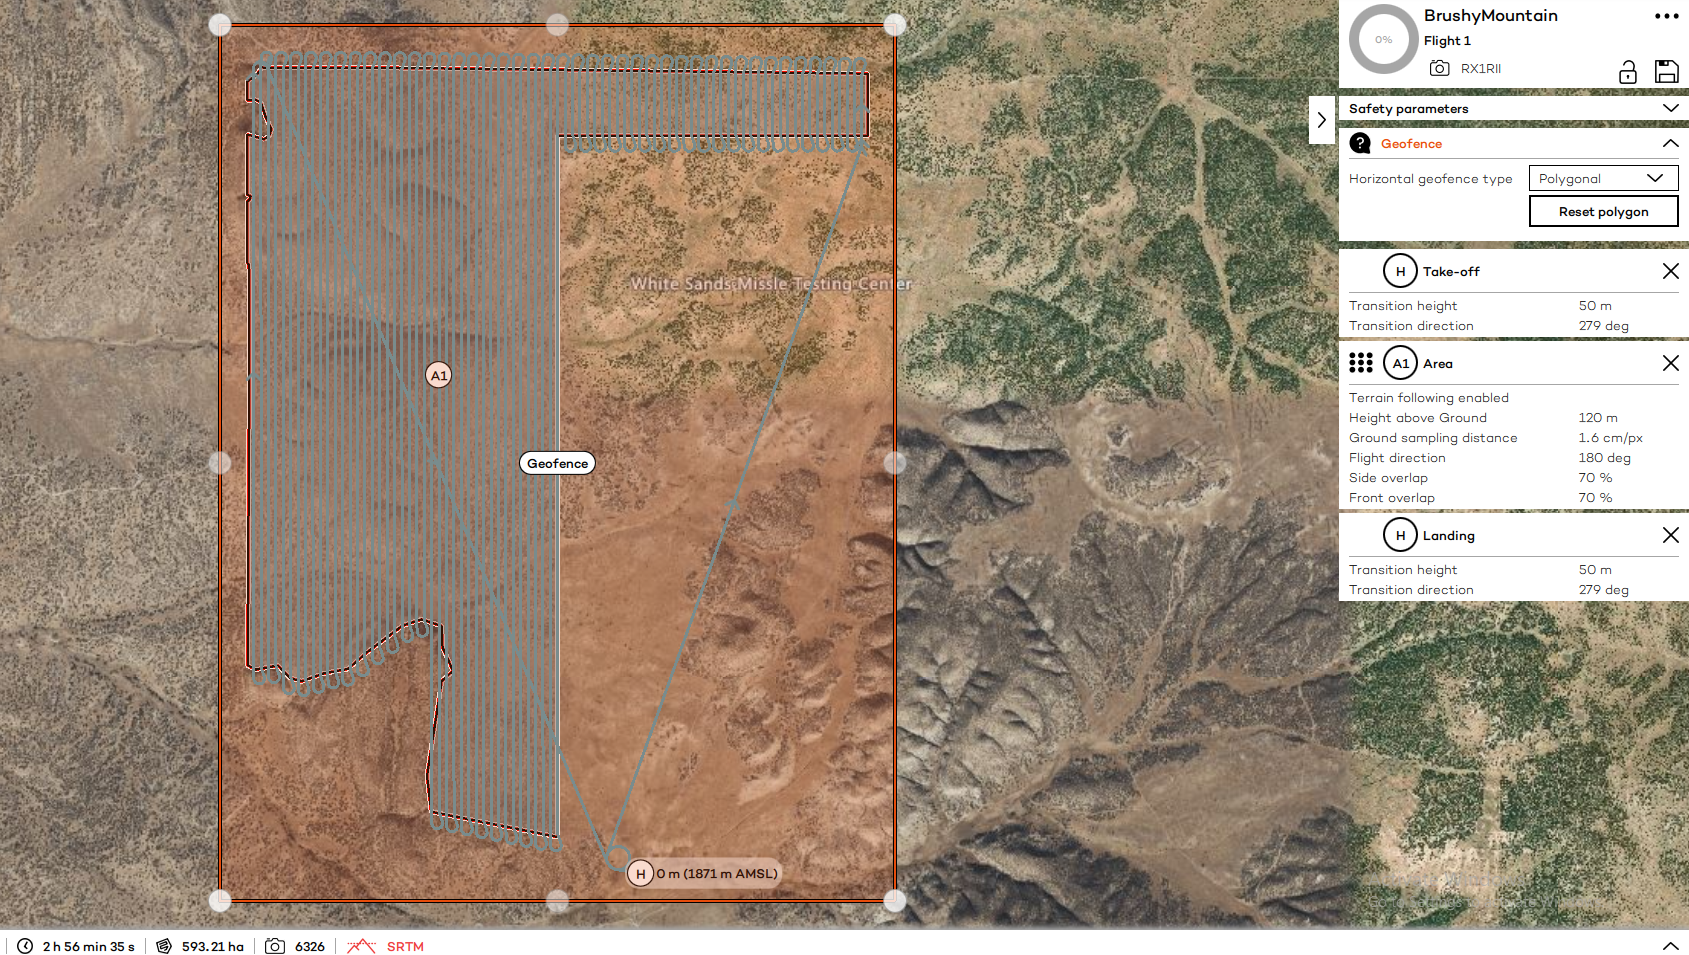 BrushyMountain
0%
Flight 1
RX1RII
Safety parameters
? Geofence
Horizontal geofence type Polygonal
Reset polygon
H Take-off
Transition height 50 m
Transition direction 279 deg
A1 Area
Terrain following enabled
Height above Ground 120 m
Ground sampling distance 1.6 cm/px
Flight direction 180 deg
Side overlap 70 %
Front overlap 70 %
H Landing
Transition height 50 m
Transition direction 279 deg
White Sands Missle Testing Center
A1
Geofence
H 0 m (1871 m AMSL)
2 h 56 min 35 s 593.21 ha 6326 SRTM